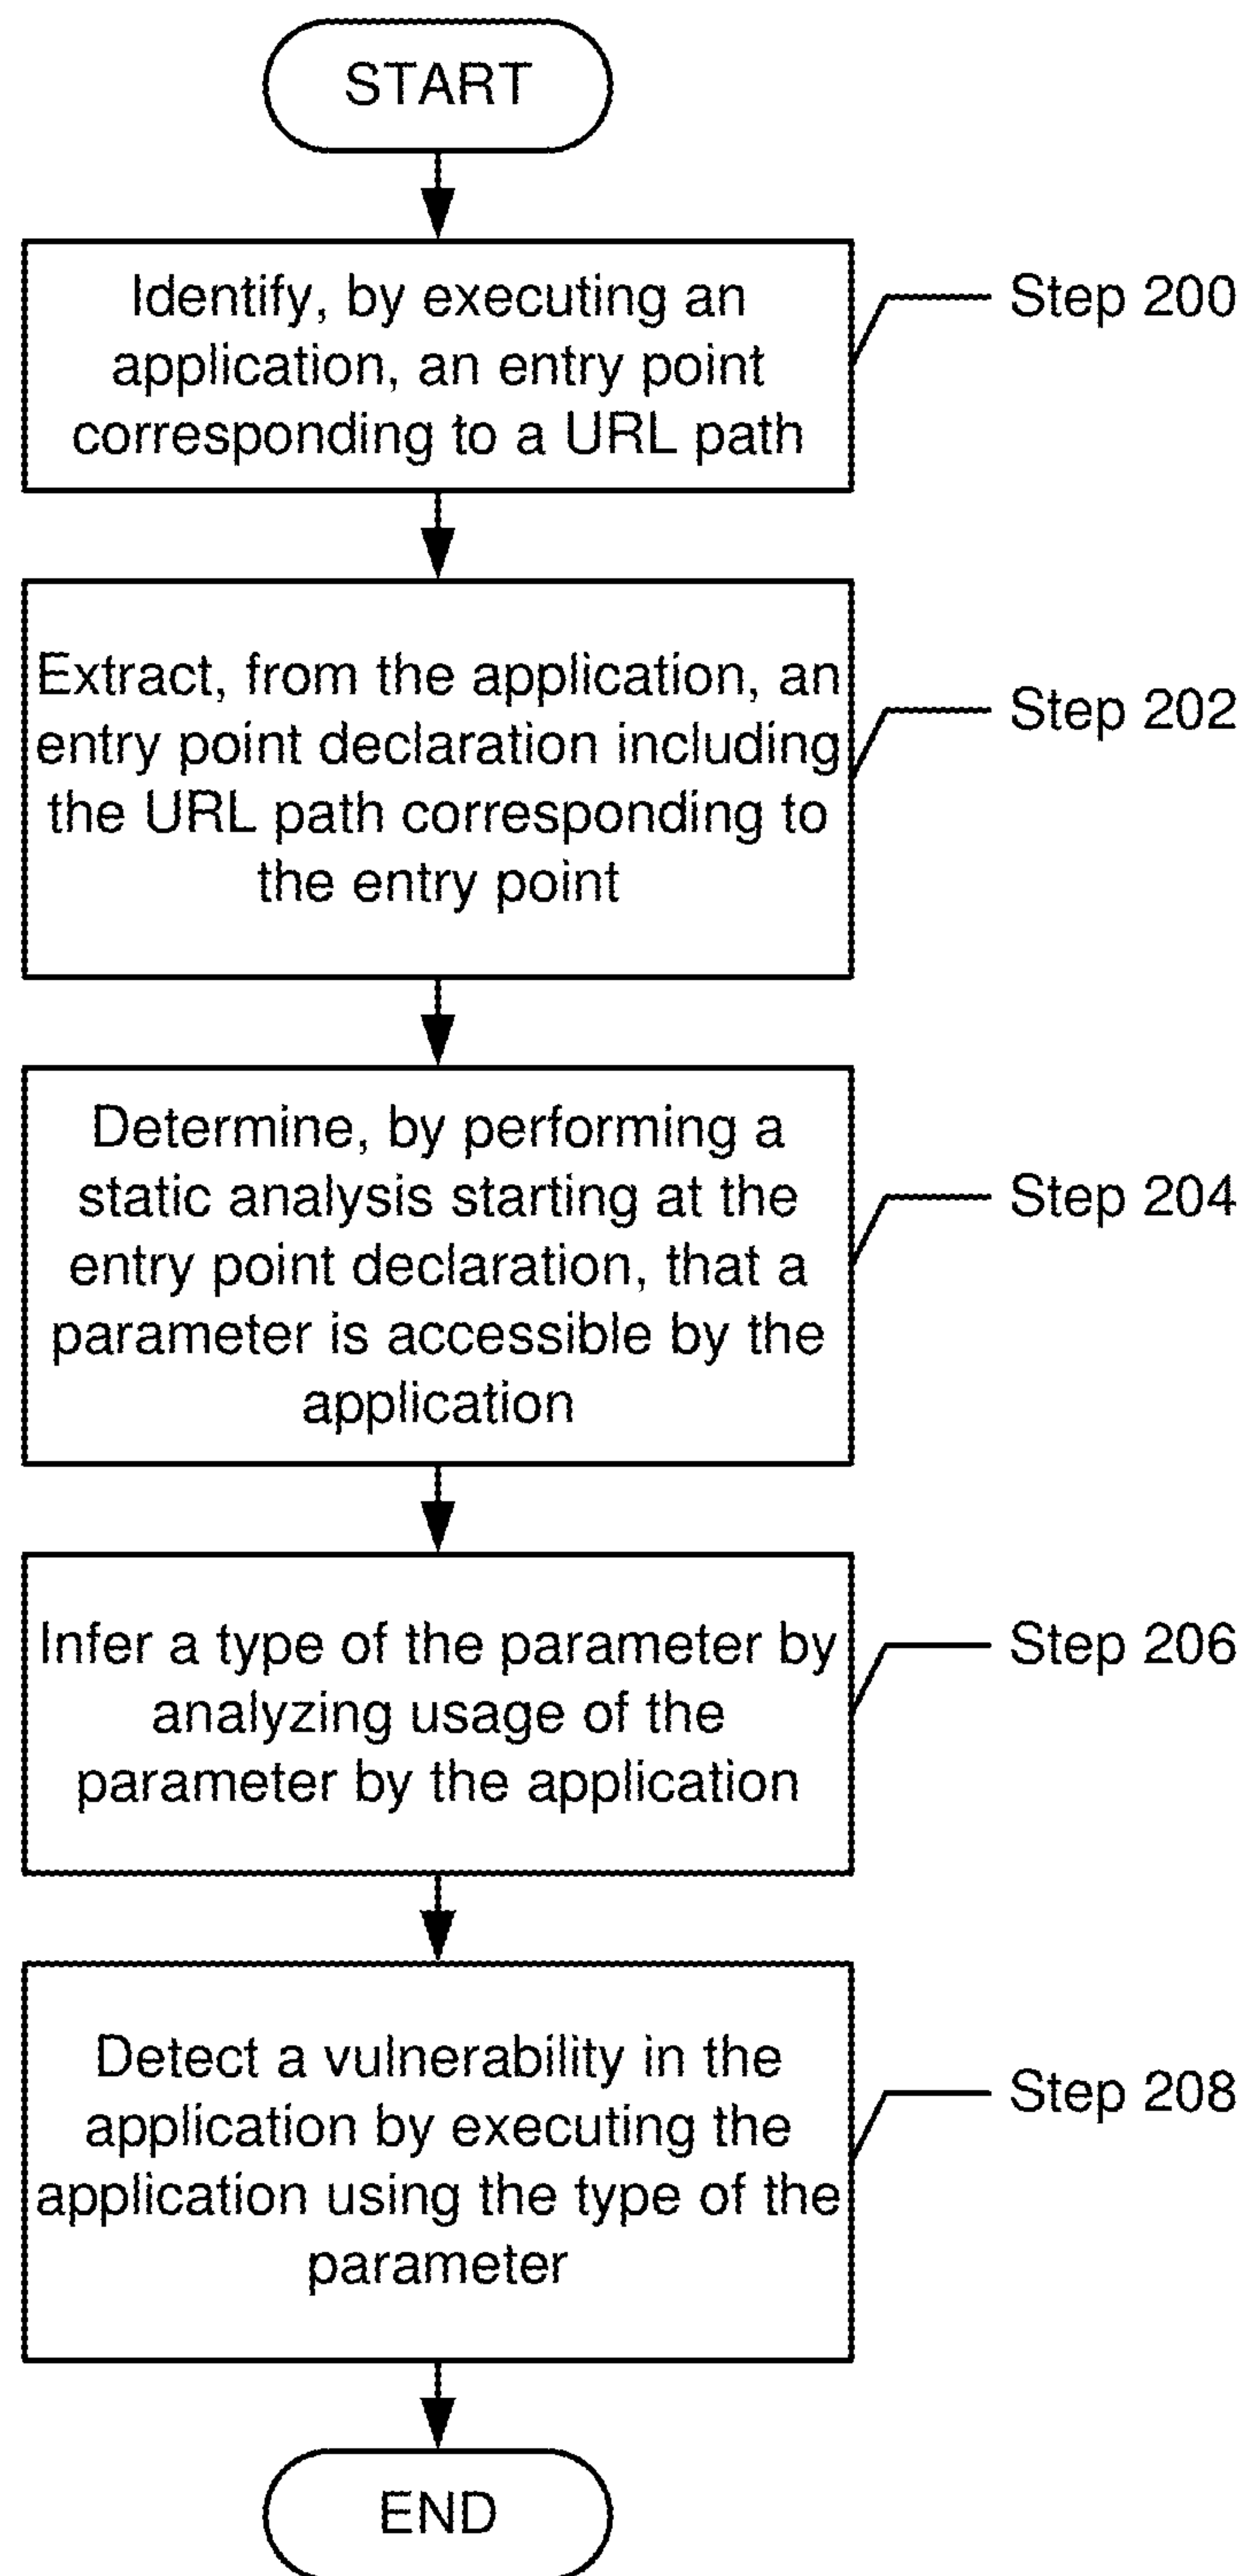 START
Identify, by executing an
application, an entry point
corresponding to a URL path
Step 200
Extract, from the application, an
entry point declaration including
the URL path corresponding to
the entry point
Step 202
Determine, by performing a
static analysis starting at the
entry point declaration, that a
parameter is accessible by the
application
Step 204
Infer a type of the parameter by
analyzing usage of the
parameter by the application
Step 206
Detect a vulnerability in the
application by executing the
application using the type of the
parameter
Step 208
END